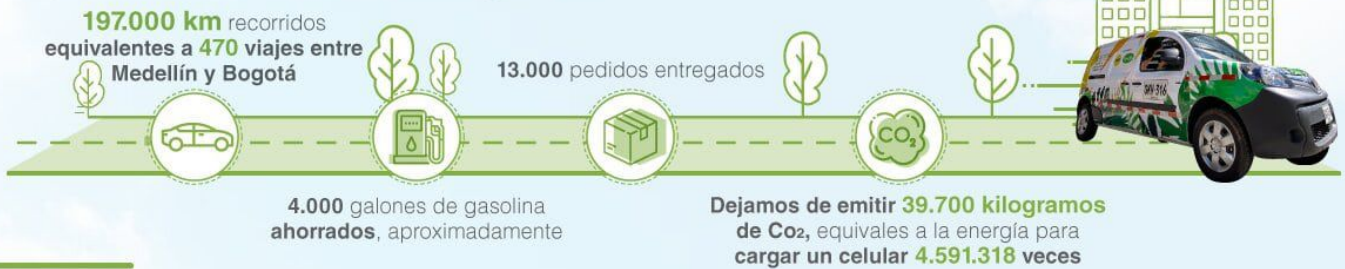 197.000 km recorridos
equivalentes a 470 viajes entre
Medellín y Bogotá
13.000 pedidos entregados
CO₂
4.000 galones de gasolina
ahorrados, aproximadamente
Dejamos de emitir 39.700 kilogramos
de Co₂, equivales a la energía para
cargar un celular 4.591.318 veces